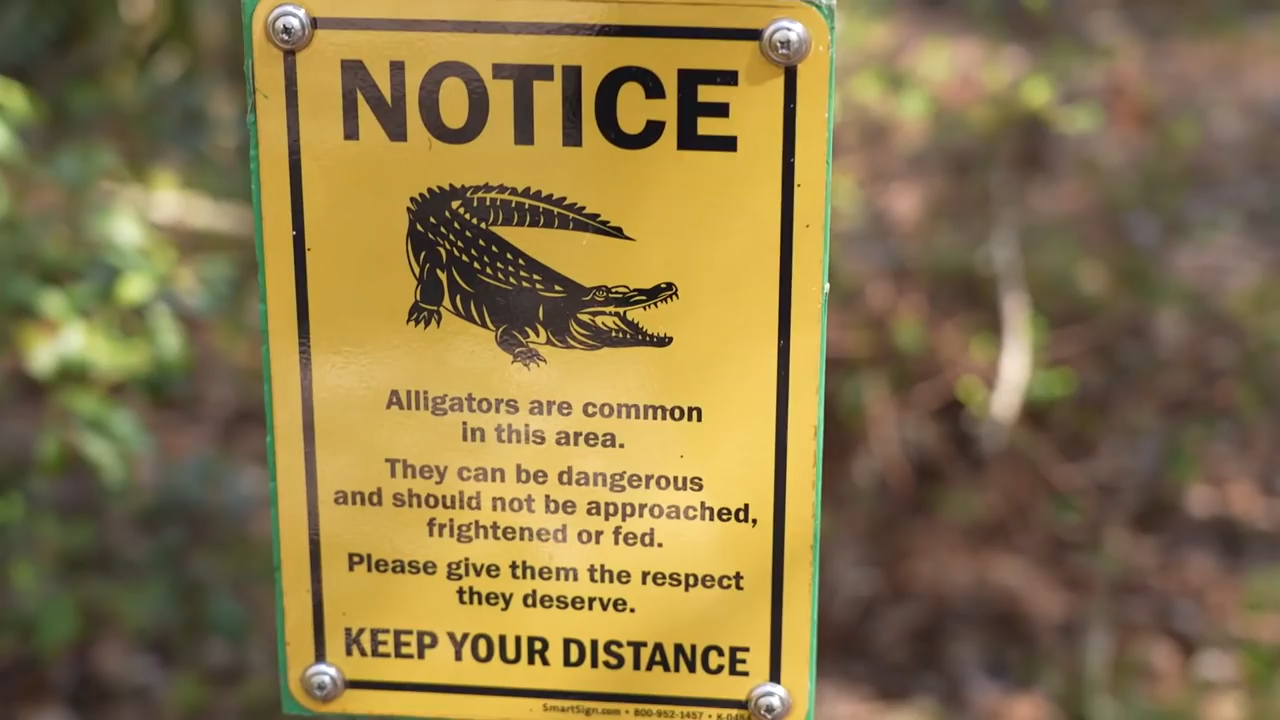 NOTICE
Alligators are common
in this area.
They can be dangerous
and should not be approached,
frightened or fed.
Please give them the respect
they deserve.
KEEP YOUR DISTANCE
SmartSign.com • 800-952-1457 •